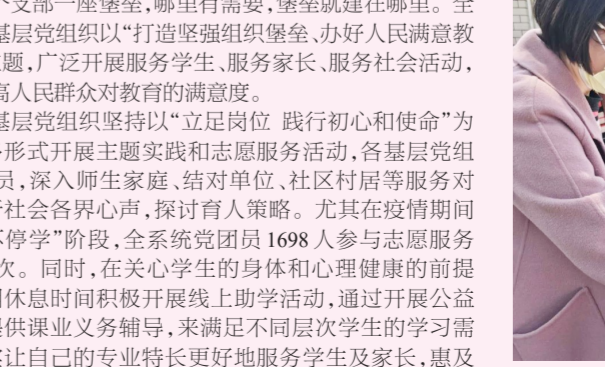 个支部一座堡垒,哪里有需要,堡垒就建在哪里。全
基层党组织以“打造坚强组织堡垒、办好人民满意教
题,广泛开展服务学生、服务家长、服务社会活动,
高人民群众对教育的满意度。
基层党组织坚持以“立足岗位 践行初心和使命”为
形式开展主题实践和志愿服务活动,各基层党组
员,深入师生家庭、结对单位、社区村居等服务对
社会各界心声,探讨育人策略。尤其在疫情期间
不停学”阶段,全系统党团员1698人参与志愿服务
次。同时,在关心学生的身体和心理健康的前提
休息时间积极开展线上助学活动,通过开展公益
提供课业义务辅导,来满足不同层次学生的学习需
让自己的专业特长更好地服务学生及家长,惠及